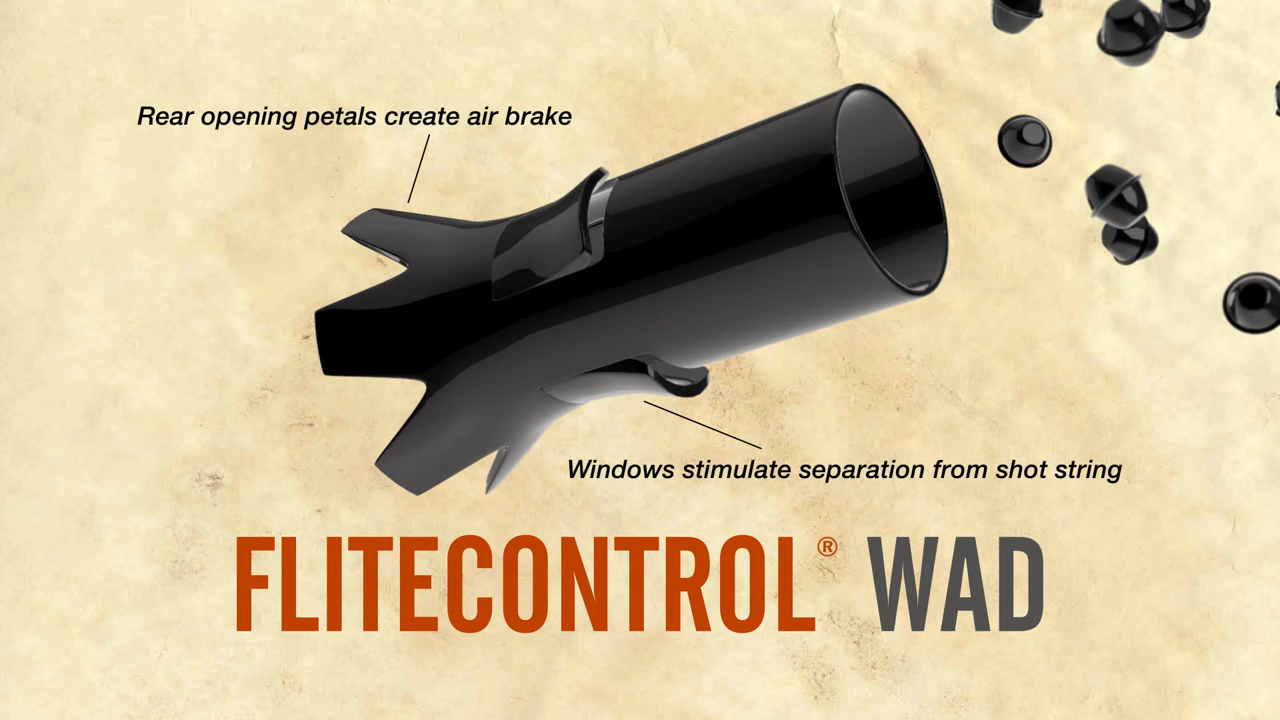 Rear opening petals create air brake
Windows stimulate separation from shot string
FLITECONTROL® WAD